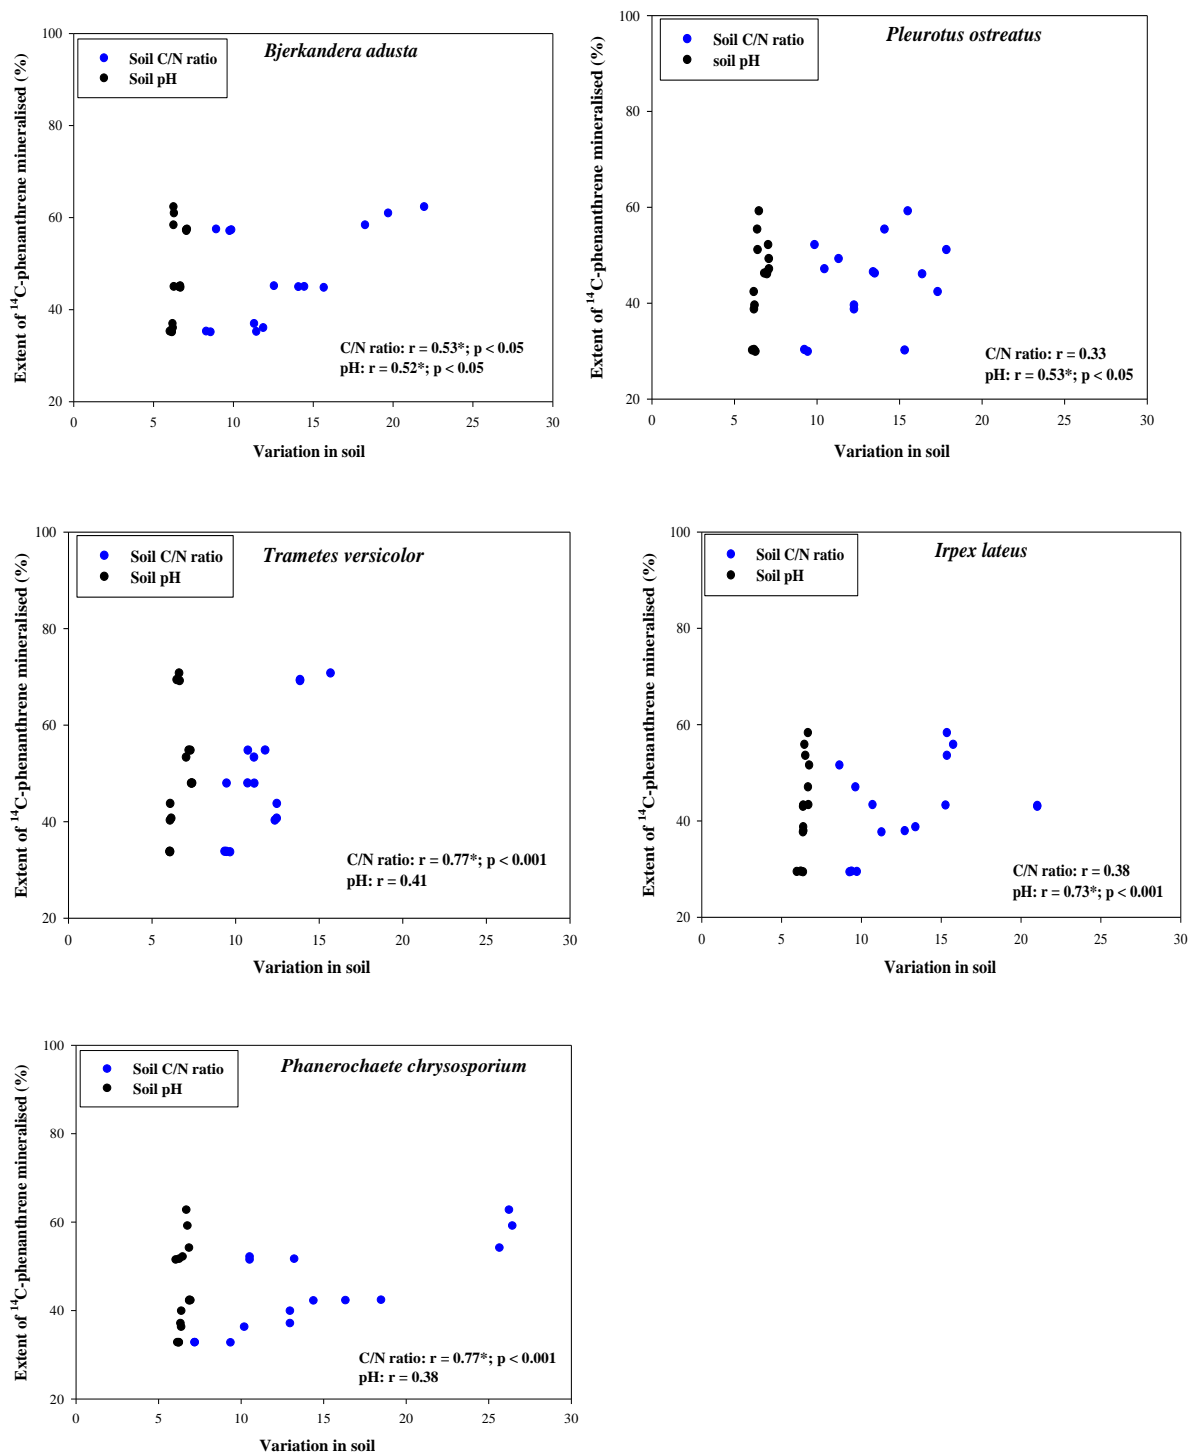 Bjerkandera adusta
Soil C/N ratio
Soil pH
Extent of ¹⁴C-phenanthrene mineralised (%)
100
80
60
40
20
C/N ratio: r = 0.53*; p < 0.05
pH: r = 0.52*; p < 0.05
0 5 10 15 20 25 30
Variation in soil
Pleurotus ostreatus
Soil C/N ratio
soil pH
Extent of ¹⁴C-phenanthrene mineralised (%)
100
80
60
40
20
C/N ratio: r = 0.33
pH: r = 0.53*; p < 0.05
0 5 10 15 20 25 30
Variation in soil
Trametes versicolor
Soil C/N ratio
Soil pH
Extent of ¹⁴C-phenanthrene mineralised (%)
100
80
60
40
20
C/N ratio: r = 0.77*; p < 0.001
pH: r = 0.41
0 5 10 15 20 25 30
Variation in soil
Irpex lateus
Soil C/N ratio
Soil pH
Extent of ¹⁴C-phenanthrene mineralised (%)
100
80
60
40
20
C/N ratio: r = 0.38
pH: r = 0.73*; p < 0.001
0 5 10 15 20 25 30
Variation in soil
Phanerochaete chrysosporium
Soil C/N ratio
Soil pH
Extent of ¹⁴C-phenanthrene mineralised (%)
100
80
60
40
20
C/N ratio: r = 0.77*; p < 0.001
pH: r = 0.38
0 5 10 15 20 25 30
Variation in soil